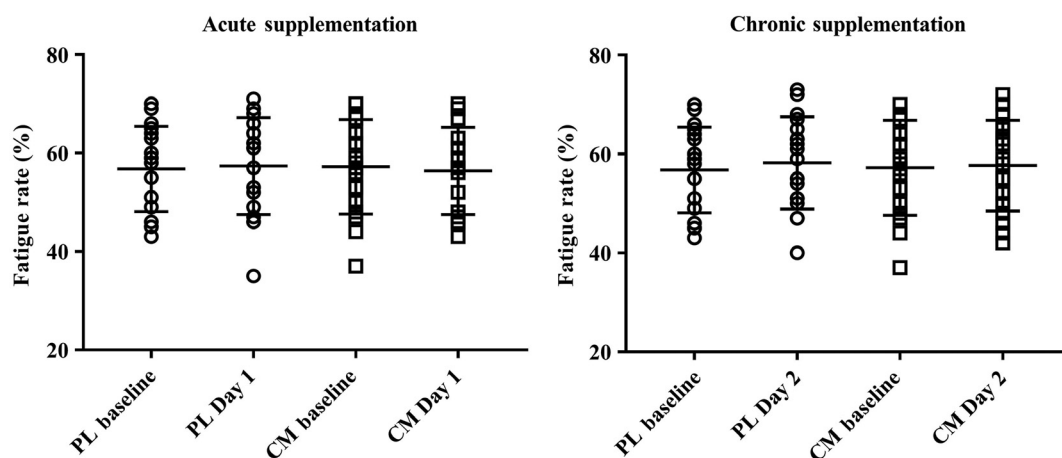 Acute supplementation
Fatigue rate (%)
80
60
40
20
PL baseline
PL Day 1
CM baseline
CM Day 1
Chronic supplementation
Fatigue rate (%)
80
60
40
20
PL baseline
PL Day 2
CM baseline
CM Day 2